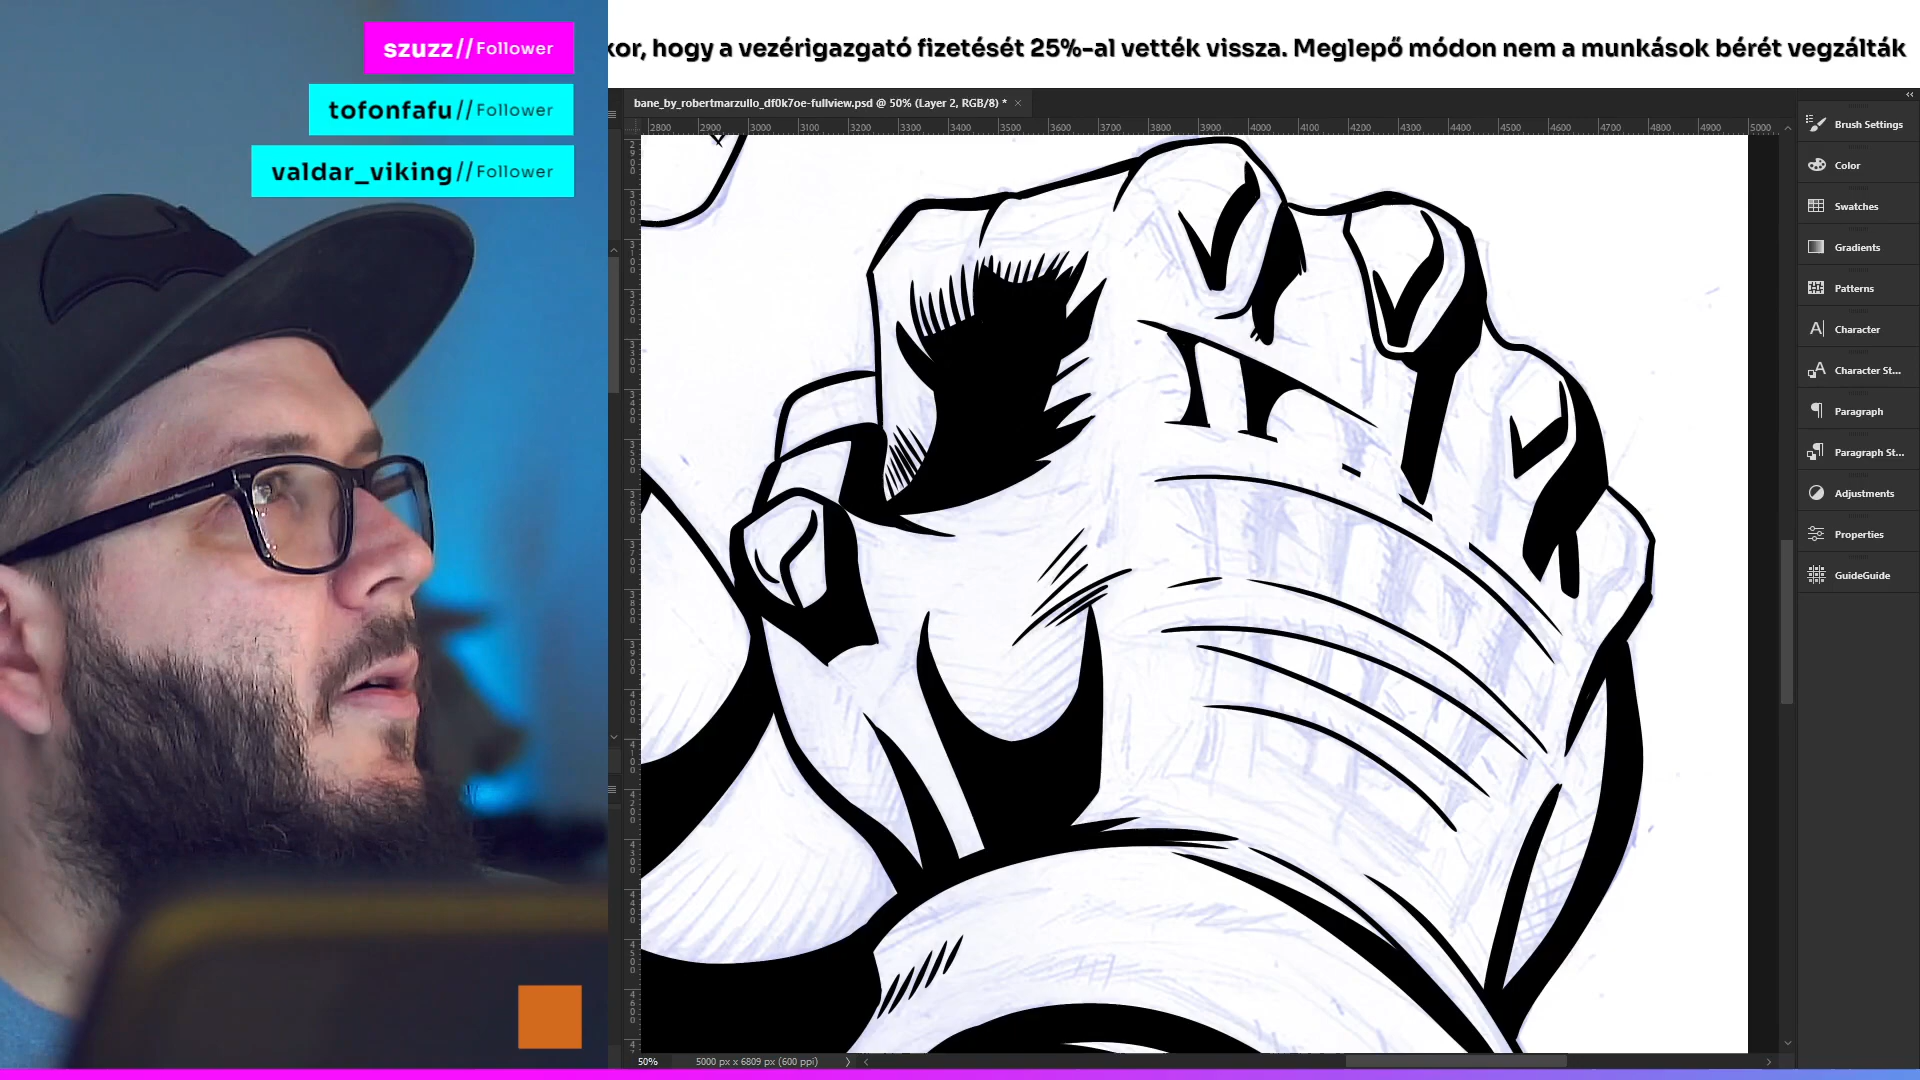 szuzz//Follower
tofonfafu//Follower
valdar_viking//Follower
kor, hogy a vezérigazgató fizetését 25%-al vették vissza. Meglepő módon nem a munkások bérét vegzálták
bane_by_robertmarzullo_df0k7oe-fullview.psd @ 50% (Layer 2, RGB/8) *
2800 2900 3000 3100 3200 3300 3400 3500 3600 3700 3800 3900 4000 4100 4200 4300 4400 4500 4600 4700 4800 4900 5000
Brush Settings
Color
Swatches
Gradients
Patterns
Character
Character St...
Paragraph
Paragraph St...
Adjustments
Properties
GuideGuide
50%
5000 px x 6809 px (600 ppi)